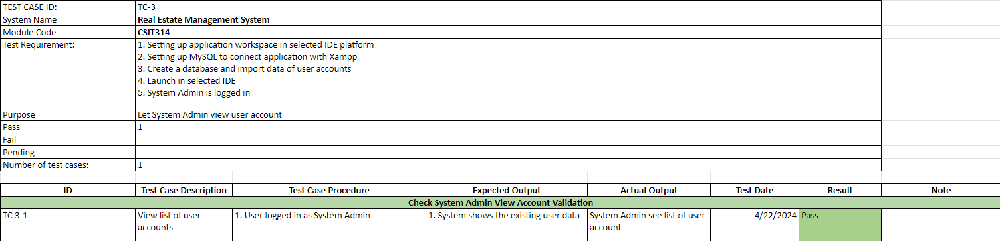 TEST CASE ID: TC-3
System Name Real Estate Management System
Module Code CSIT314
Test Requirement: 1. Setting up application workspace in selected IDE platform
2. Setting up MySQL to connect application with Xampp
3. Create a database and import data of user accounts
4. Launch in selected IDE
5. System Admin is logged in
Purpose Let System Admin view user account
Pass 1
Fail
Pending
Number of test cases: 1
ID Test Case Description Test Case Procedure Expected Output Actual Output Test Date Result Note
Check System Admin View Account Validation
TC 3-1 View list of user 1. User logged in as System Admin 1. System shows the existing user data System Admin see list of user 4/22/2024 Pass
accounts account